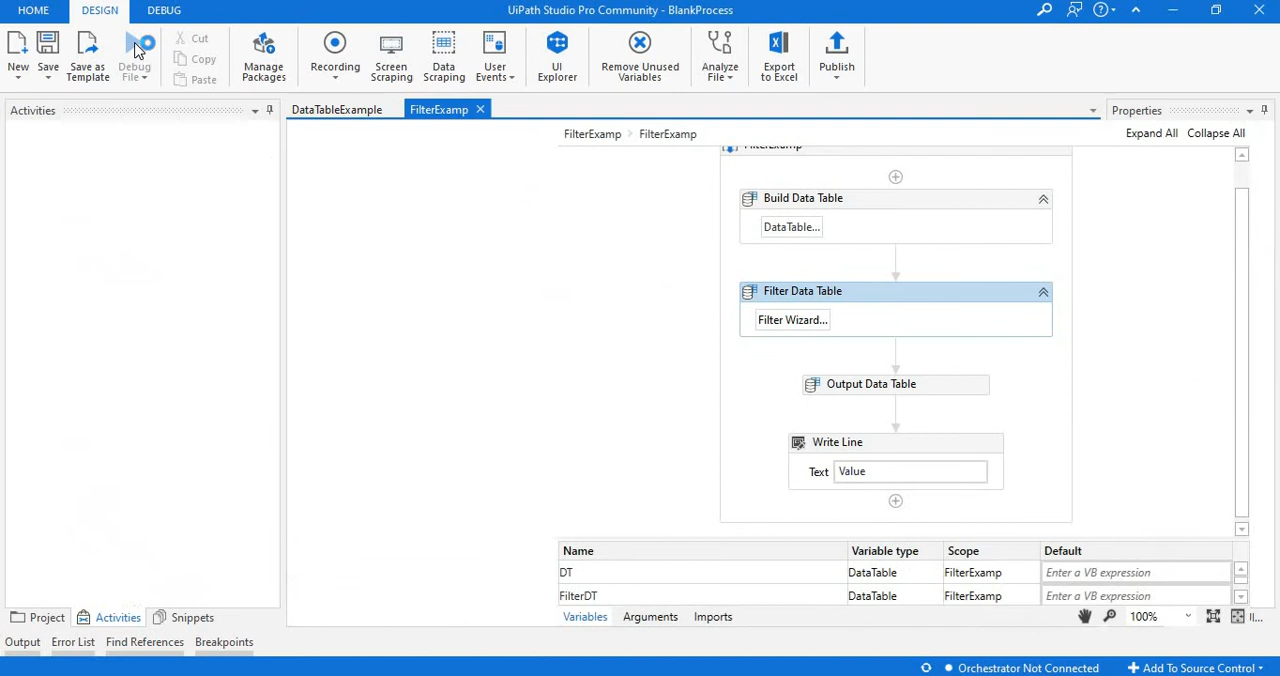 HOME DESIGN DEBUG UiPath Studio Pro Community - BlankProcess
New Save Save as Template Debug File Cut Copy Paste Manage Packages Recording Screen Scraping Data Scraping User Events UI Explorer Remove Unused Variables Analyze File Export to Excel Publish
Activities DataTableExample FilterExamp Properties
FilterExamp FilterExamp Expand All Collapse All
FilterExamp
Build Data Table
DataTable...
Filter Data Table
Filter Wizard...
Output Data Table
Write Line
Text Value
Name Variable type Scope Default
DT DataTable FilterExamp Enter a VB expression
FilterDT DataTable FilterExamp Enter a VB expression
Project Activities Snippets Variables Arguments Imports 100%
Output Error List Find References Breakpoints
Orchestrator Not Connected Add To Source Control